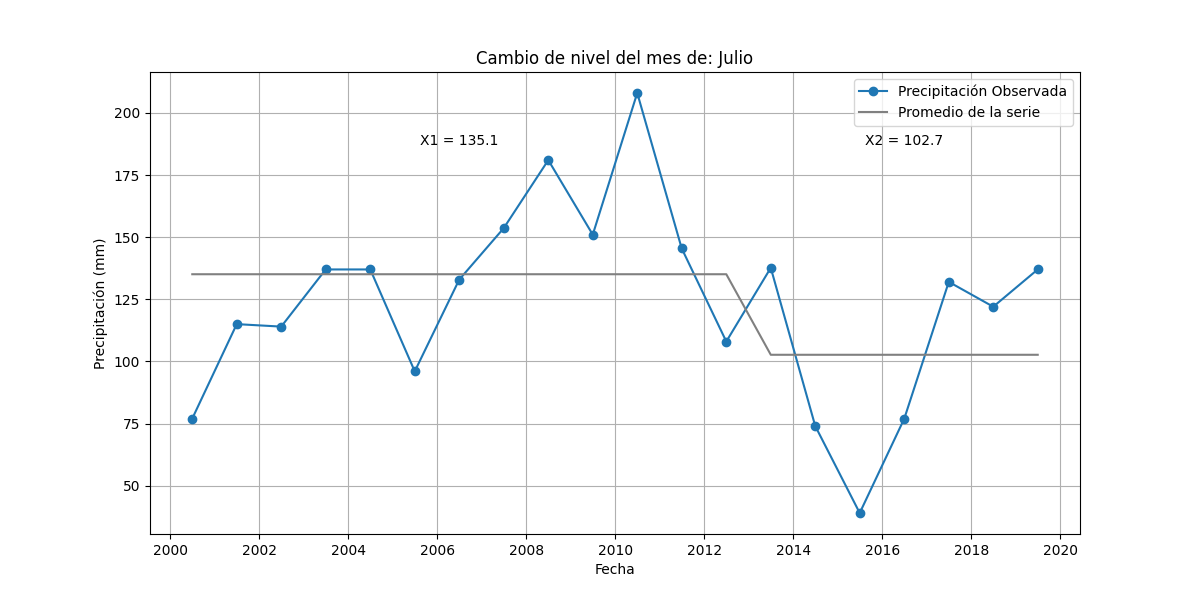 Cambio de nivel del mes de: Julio
Precipitación Observada
Promedio de la serie
X1 = 135.1
X2 = 102.7
Precipitación (mm)
200
175
150
125
100
75
50
2000 2002 2004 2006 2008 2010 2012 2014 2016 2018 2020
Fecha